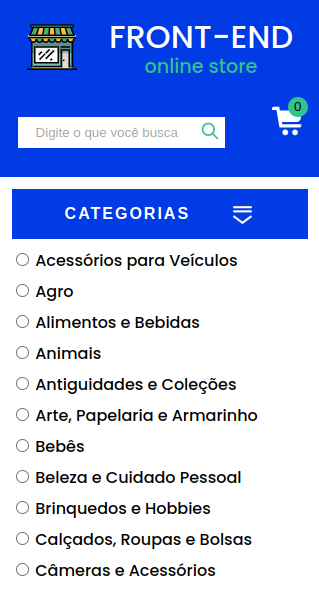 FRONT-END
online store
0
Digite o que você busca
CATEGORIAS
Acessórios para Veículos
Agro
Alimentos e Bebidas
Animais
Antiguidades e Coleções
Arte, Papelaria e Armarinho
Bebês
Beleza e Cuidado Pessoal
Brinquedos e Hobbies
Calçados, Roupas e Bolsas
Câmeras e Acessórios